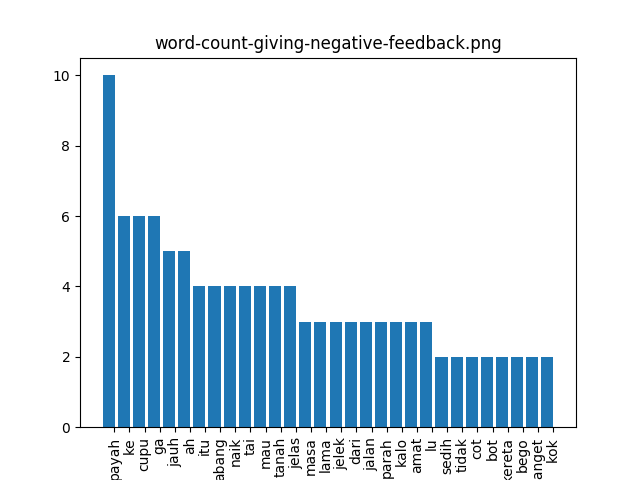 word-count-giving-negative-feedback.png
10
8
6
4
2
0
payah
ke
cupu
ga
jauh
ah
itu
abang
naik
tai
mau
tanah
jelas
masa
lama
jelek
dari
jalan
parah
kalo
amat
lu
sedih
tidak
cot
bot
kereta
bego
anget
kok